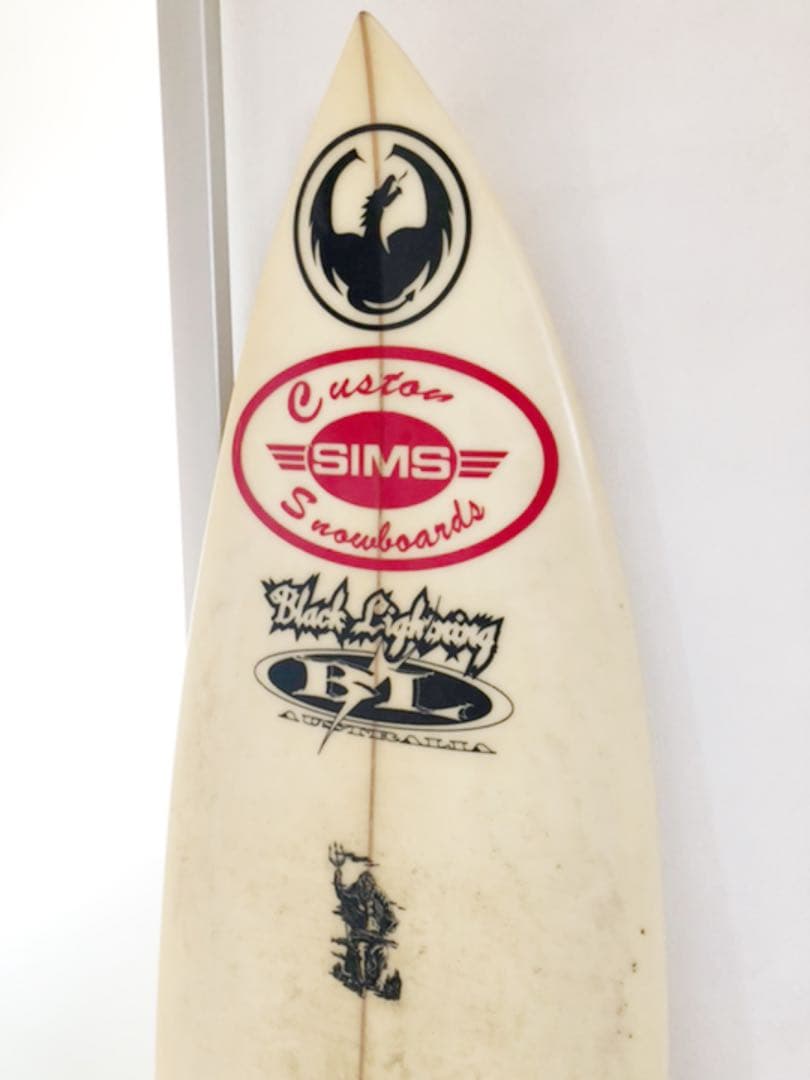 Custom
SIMS
Snowboards
Black Lightning
BL
AUSTRALIA